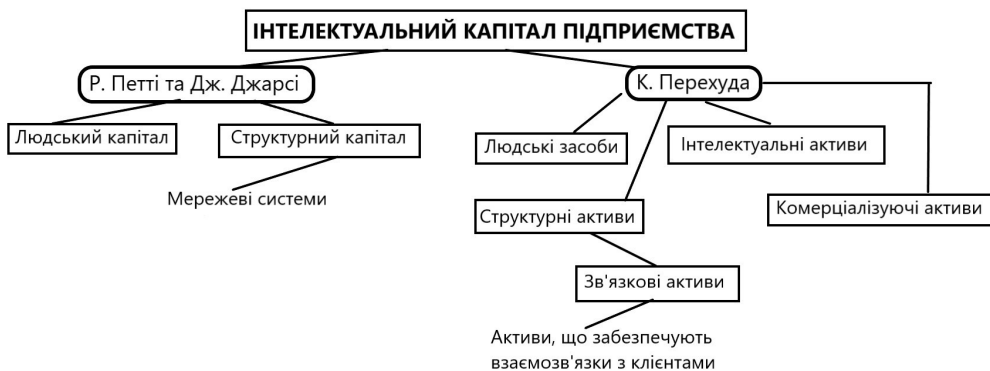 ІНТЕЛЕКТУАЛЬНИЙ КАПІТАЛ ПІДПРИЄМСТВА
Р. Петті та Дж. Джарсі
К. Перехуда
Людський капітал
Структурний капітал
Людські засоби
Інтелектуальні активи
Мережеві системи
Структурні активи
Комерціалізуючі активи
Зв'язкові активи
Активи, що забезпечують
взаємозв'язки з клієнтами